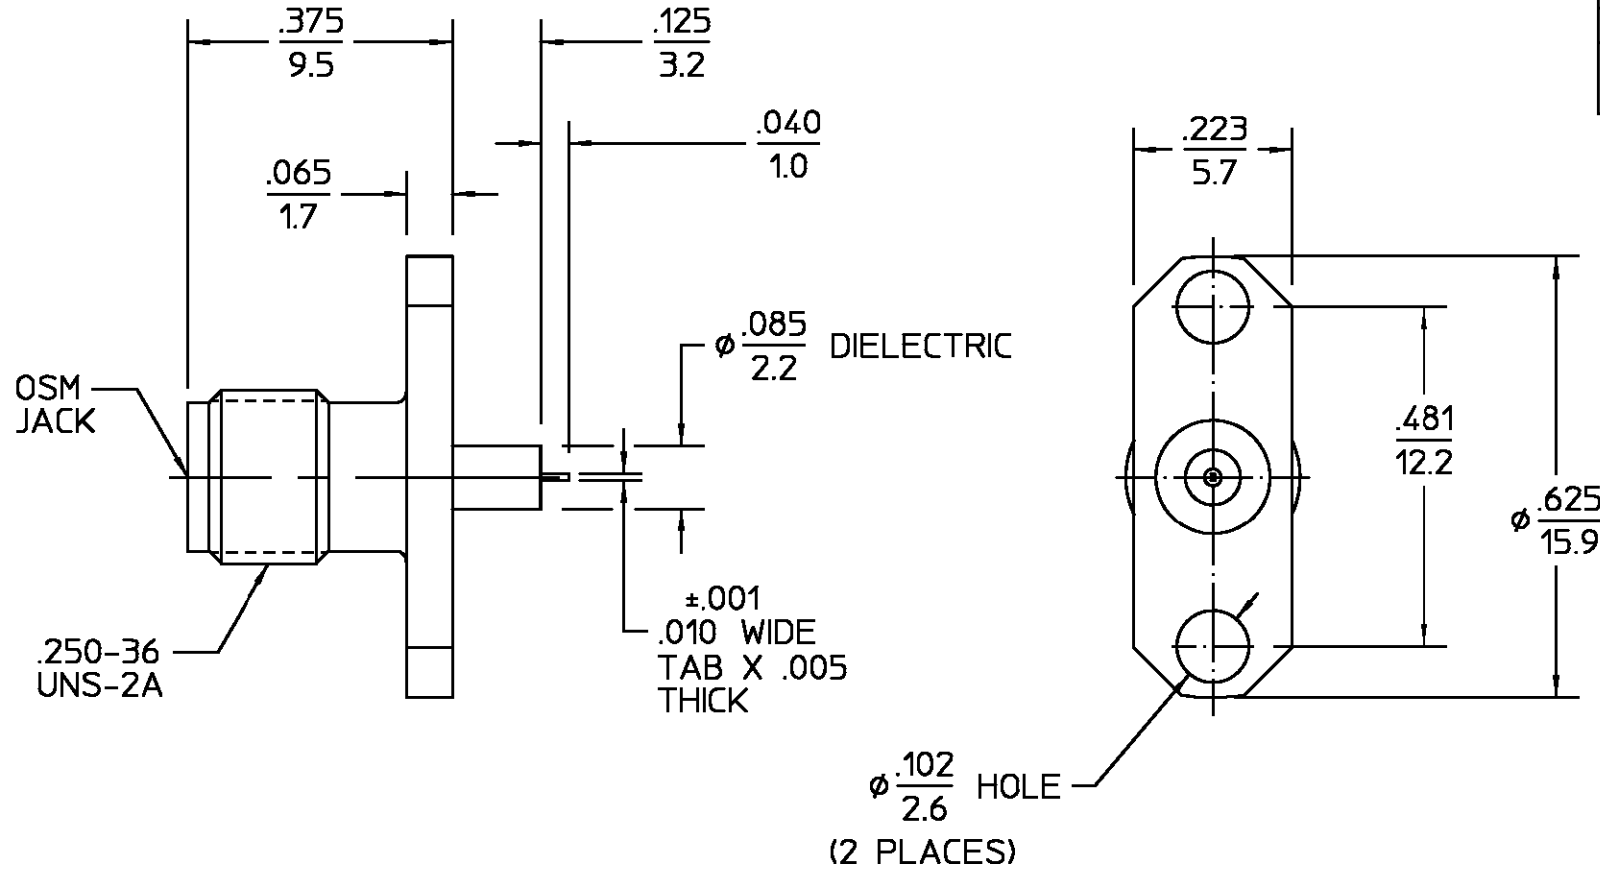 .375
9.5
.125
3.2
.040
1.0
.065
1.7
.223
5.7
ø .085 DIELECTRIC
2.2
OSM
JACK
.481
12.2
ø .625
15.9
±.001
.010 WIDE
TAB X .005
THICK
.250-36
UNS-2A
ø .102 HOLE
2.6
(2 PLACES)